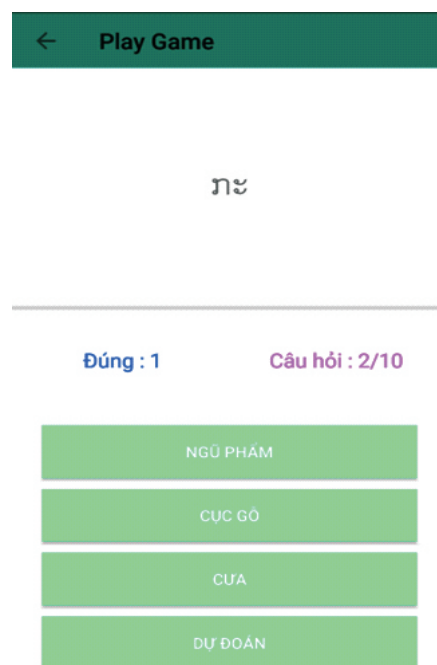 Play Game
ກະ
Đúng : 1
Câu hỏi : 2/10
NGŨ PHẨM
CỤC GỖ
CƯA
DỰ ĐOÁN